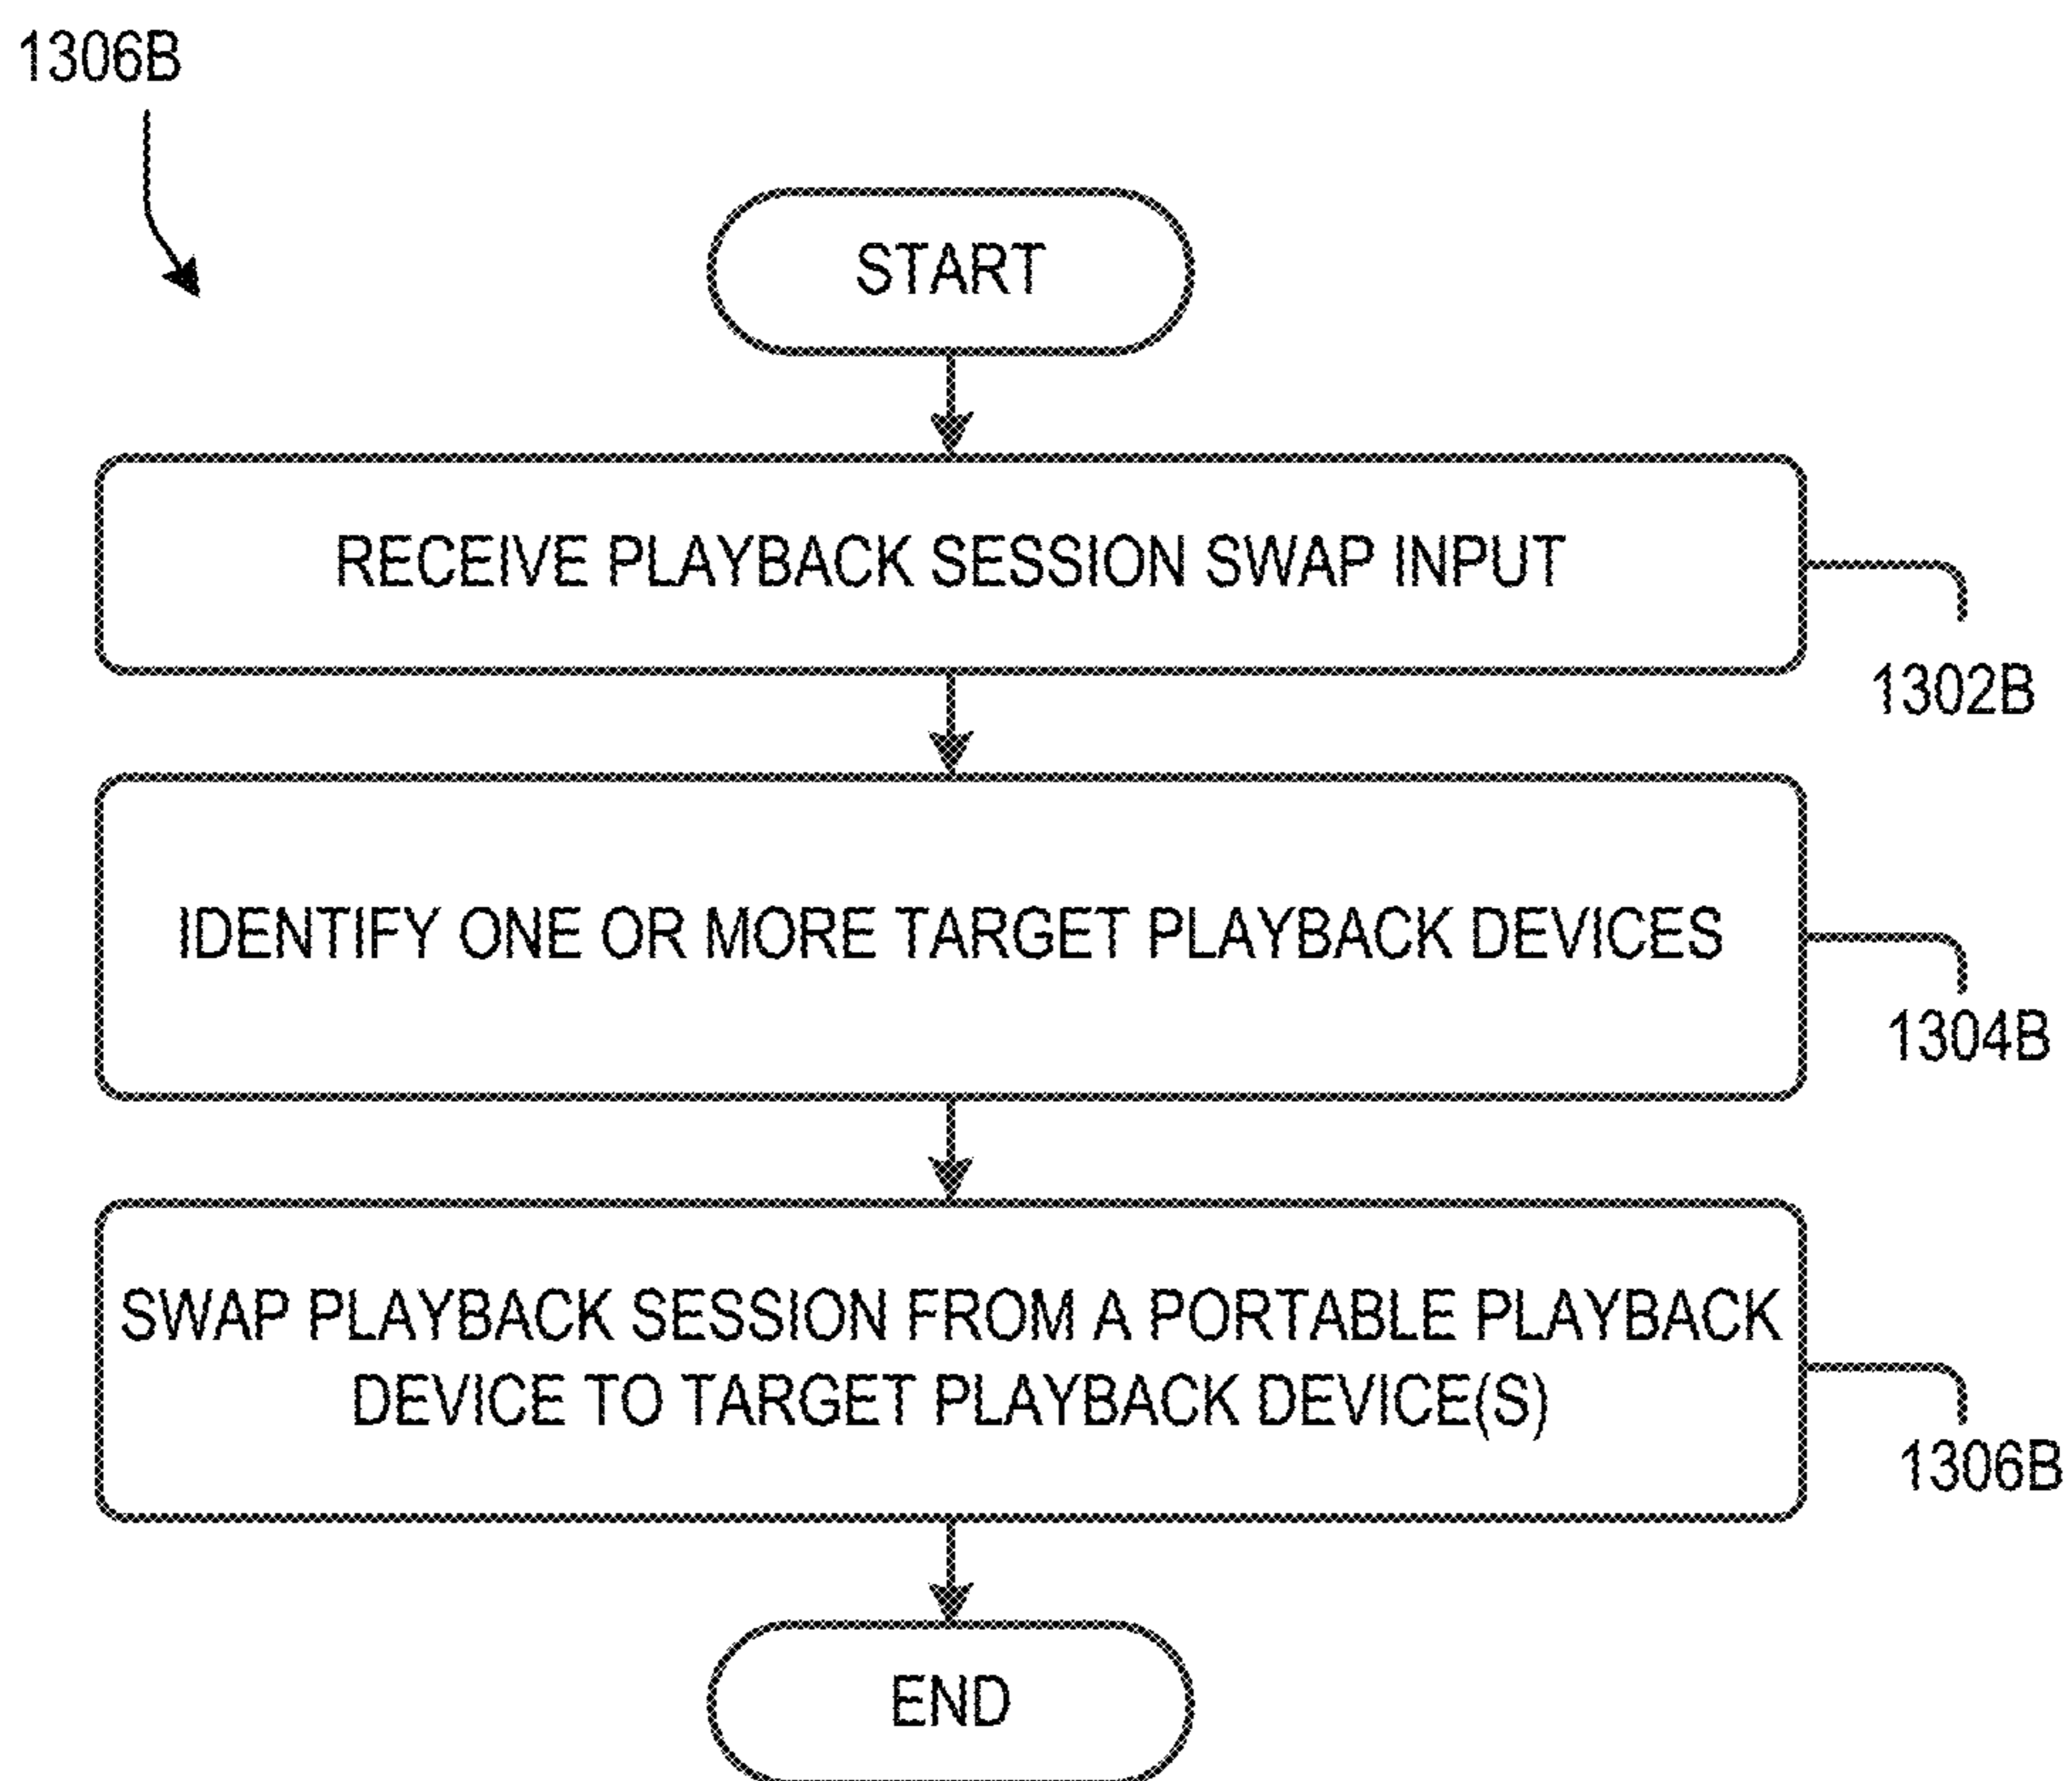 1306B
START
RECEIVE PLAYBACK SESSION SWAP INPUT
1302B
IDENTIFY ONE OR MORE TARGET PLAYBACK DEVICES
1304B
SWAP PLAYBACK SESSION FROM A PORTABLE PLAYBACK
DEVICE TO TARGET PLAYBACK DEVICE(S)
1306B
END